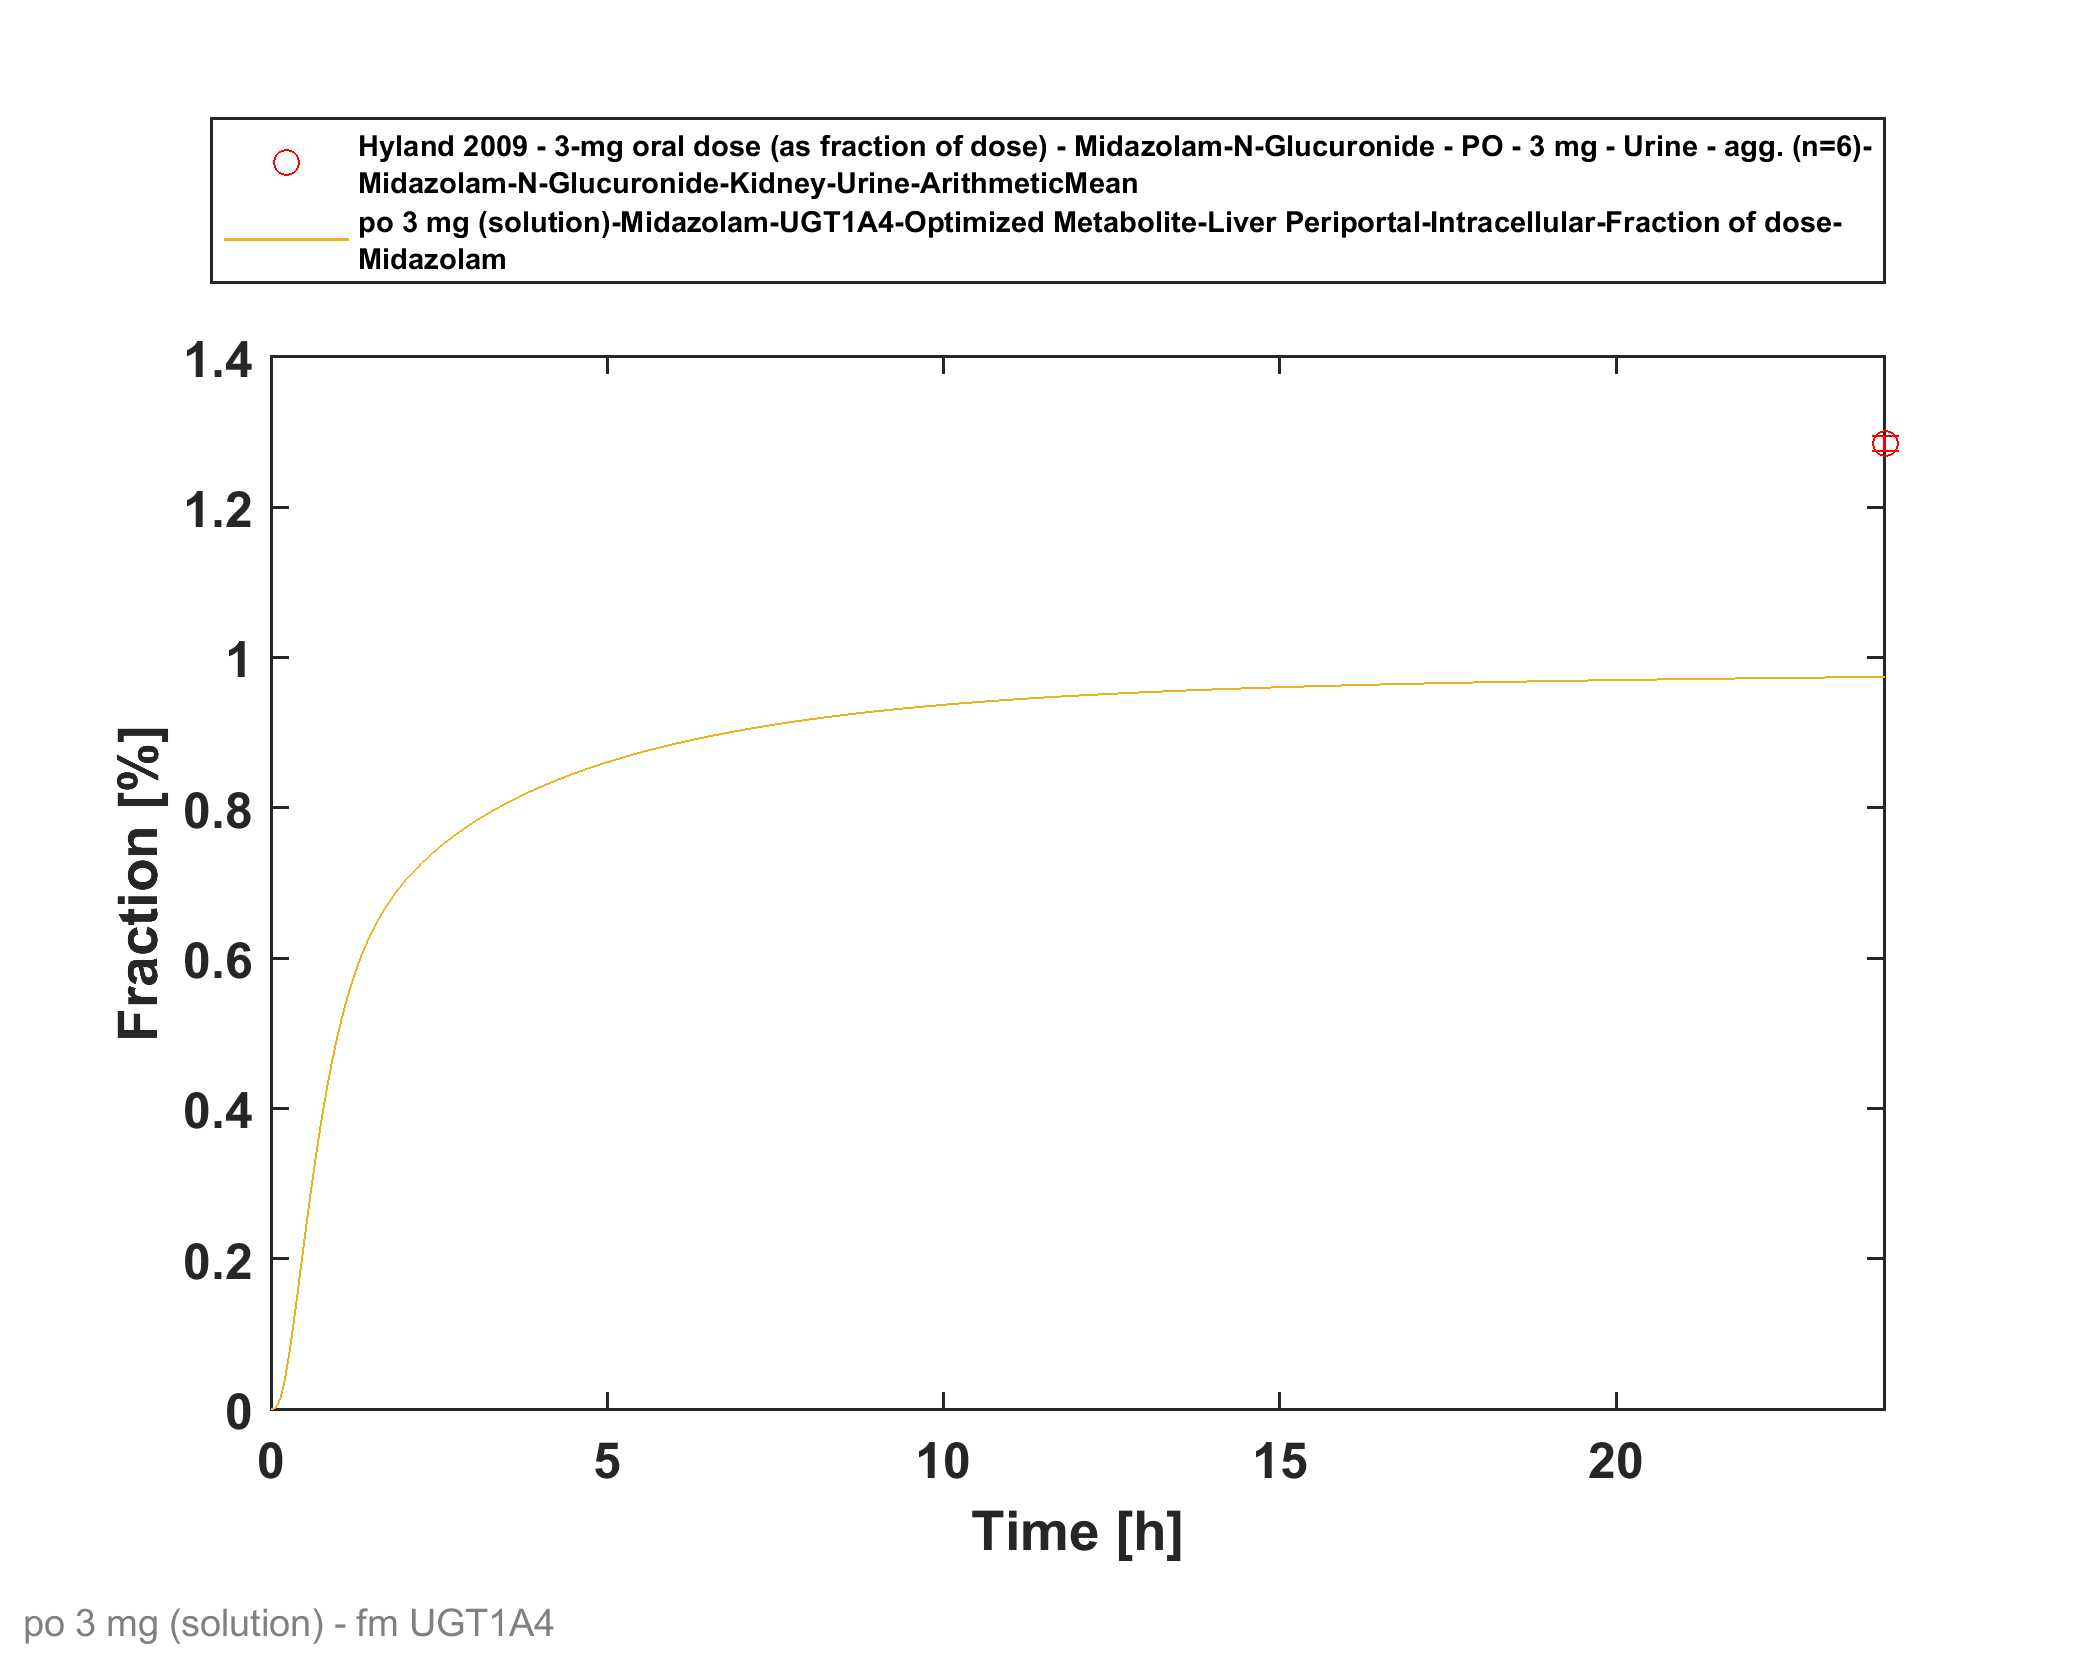 Hyland 2009 - 3-mg oral dose (as fraction of dose) - Midazolam-N-Glucuronide - PO - 3 mg - Urine - agg. (n=6)-
Midazolam-N-Glucuronide-Kidney-Urine-ArithmeticMean
po 3 mg (solution)-Midazolam-UGT1A4-Optimized Metabolite-Liver Periportal-Intracellular-Fraction of dose-
Midazolam
1.4
1.2
1
0.8
0.6
0.4
0.2
0
Fraction [%]
0 5 10 15 20
Time [h]
po 3 mg (solution) - fm UGT1A4